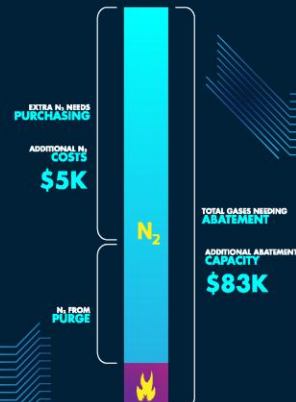 EXTRA N₂ NEEDS
PURCHASING
ADDITIONAL N₂
COSTS
$5K
N₂
N₂ FROM
PURGE
TOTAL GASES NEEDING
ABATEMENT
ADDITIONAL ABATEMENT
CAPACITY
$83K